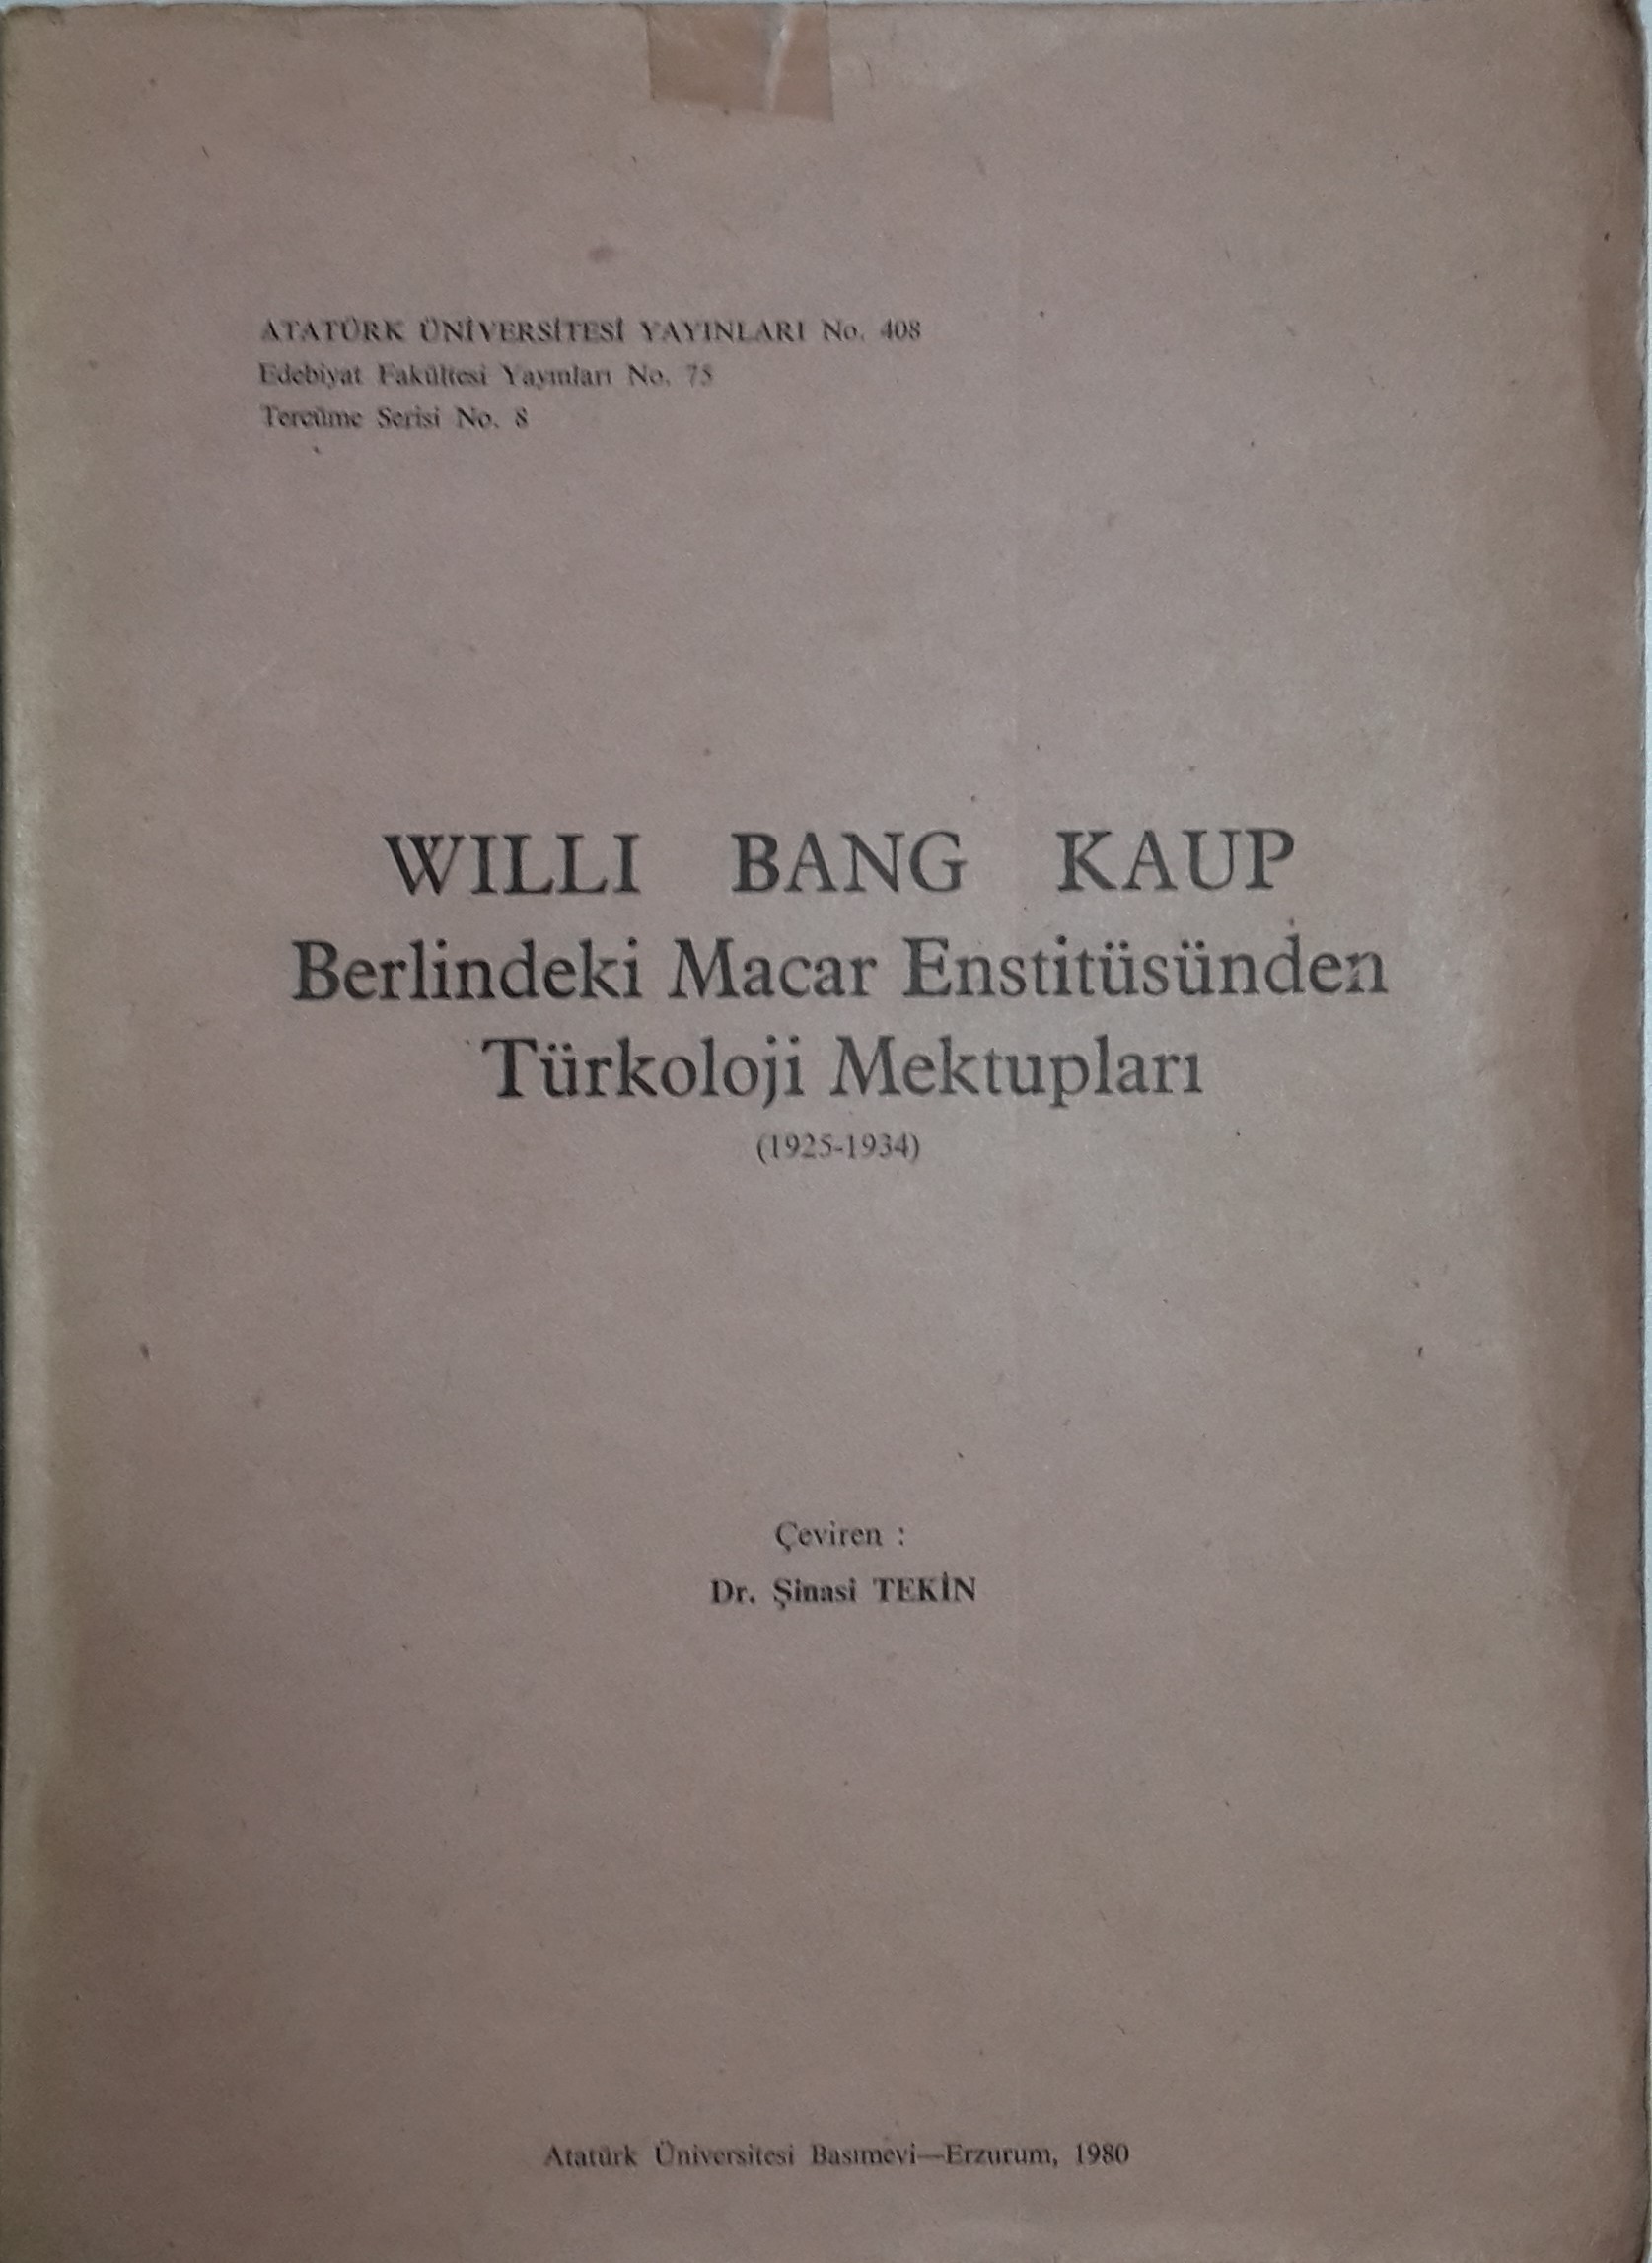 ATATÜRK ÜNİVERSİTESİ YAYINLARI No. 408
Edebiyat Fakültesi Yayınları No. 75
Tercüme Serisi No. 8
WILLI BANG KAUP
Berlindeki Macar Enstitüsünden
Türkoloji Mektupları
(1925-1934)
Çeviren :
Dr. Şinasi TEKİN
Atatürk Üniversitesi Basımevi—Erzurum, 1980